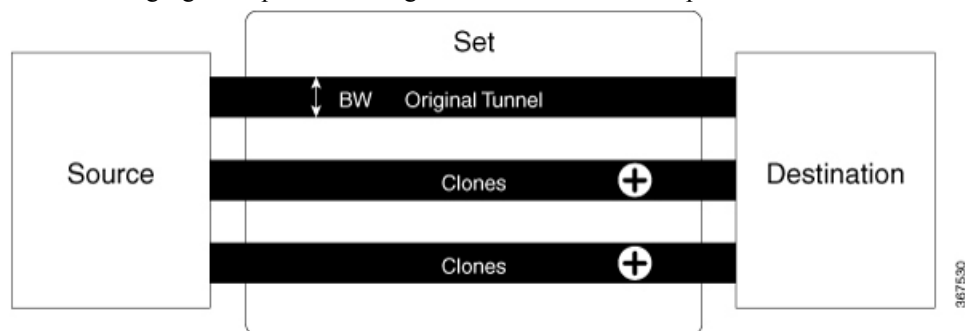 Set
BW Original Tunnel
Source
Clones
Destination
Clones
367530